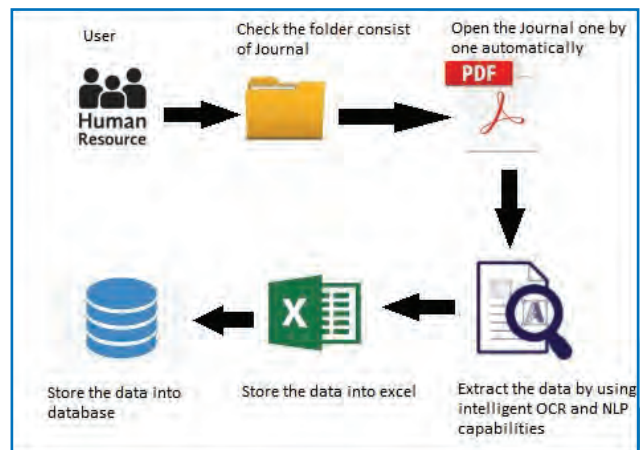 User
Check the folder consist
of Journal
Open the Journal one by
one automatically
PDF
Human
Resource
X
A
Store the data into
database
Store the data into excel
Extract the data by using
intelligent OCR and NLP
capabilities